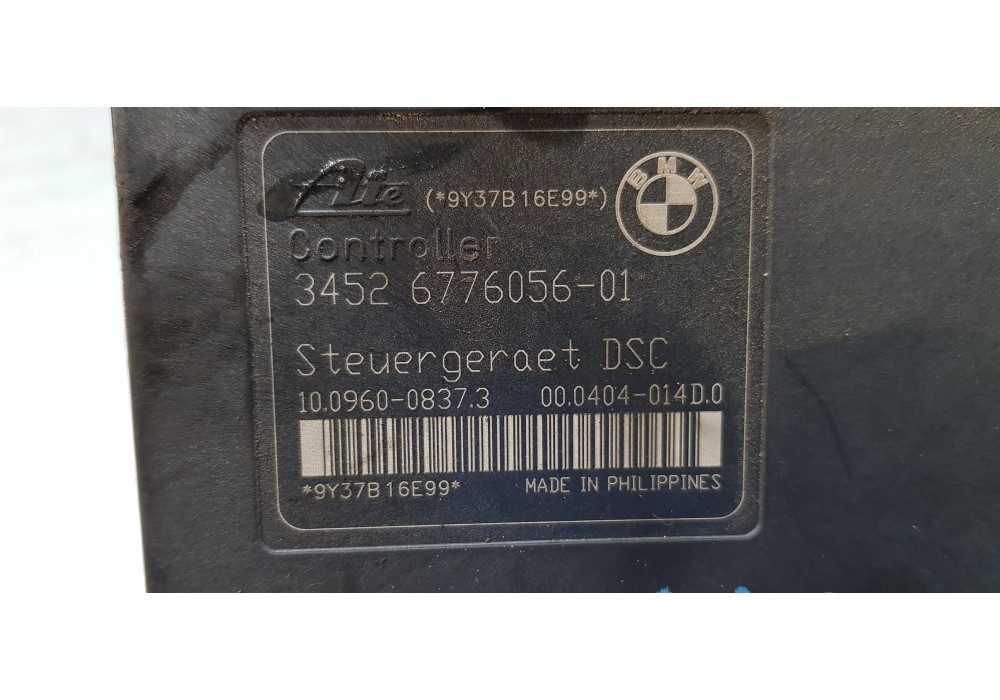 Ate (*9Y37B16E99*) BMW
Controller
3452 6776056-01
Steuergeraet DSC
10.0960-0837.3 00.0404-014D.0
*9Y37B16E99* MADE IN PHILIPPINES